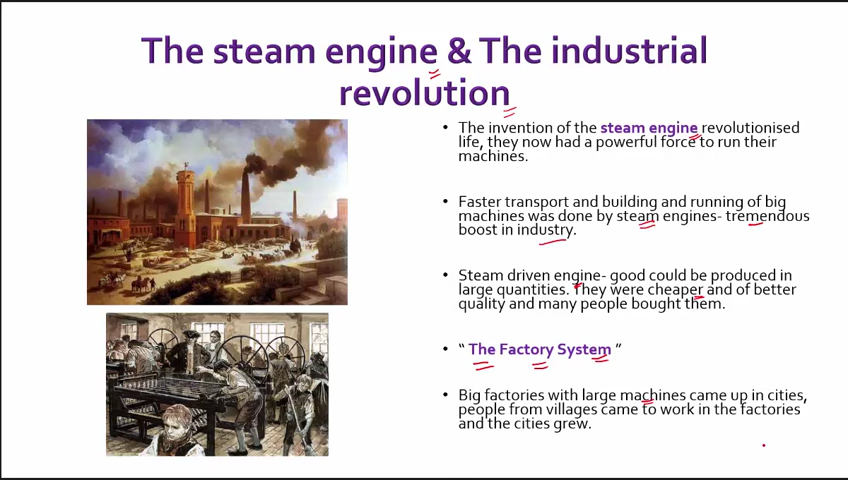 The steam engine & The industrial
revolution
• The invention of the steam engine revolutionised
life, they now had a powerful force to run their
machines.
• Faster transport and building and running of big
machines was done by steam engines- tremendous
boost in industry.
• Steam driven engine- good could be produced in
large quantities. They were cheaper and of better
quality and many people bought them.
• “ The Factory System ”
• Big factories with large machines came up in cities,
people from villages came to work in the factories
and the cities grew.